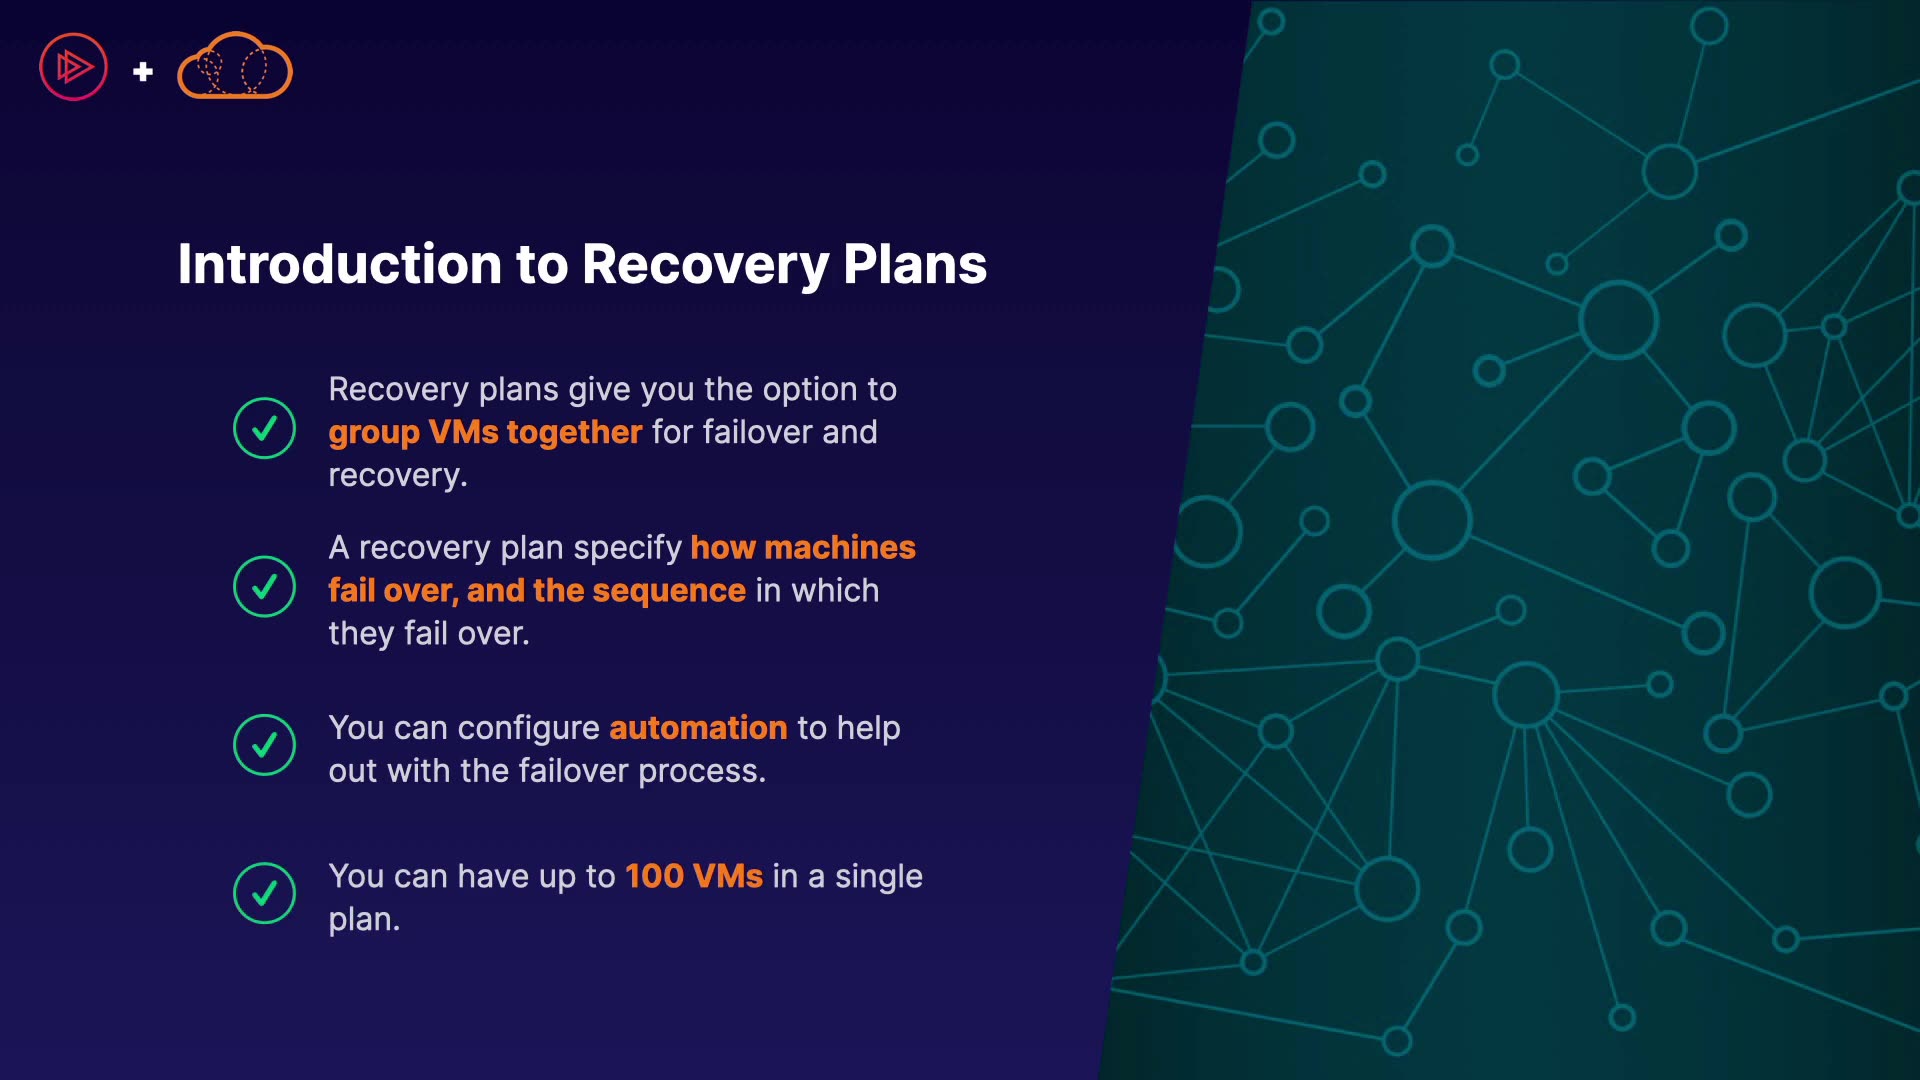 Introduction to Recovery Plans
Recovery plans give you the option to
group VMs together for failover and
recovery.
A recovery plan specify how machines
fail over, and the sequence in which
they fail over.
You can configure automation to help
out with the failover process.
You can have up to 100 VMs in a single
plan.